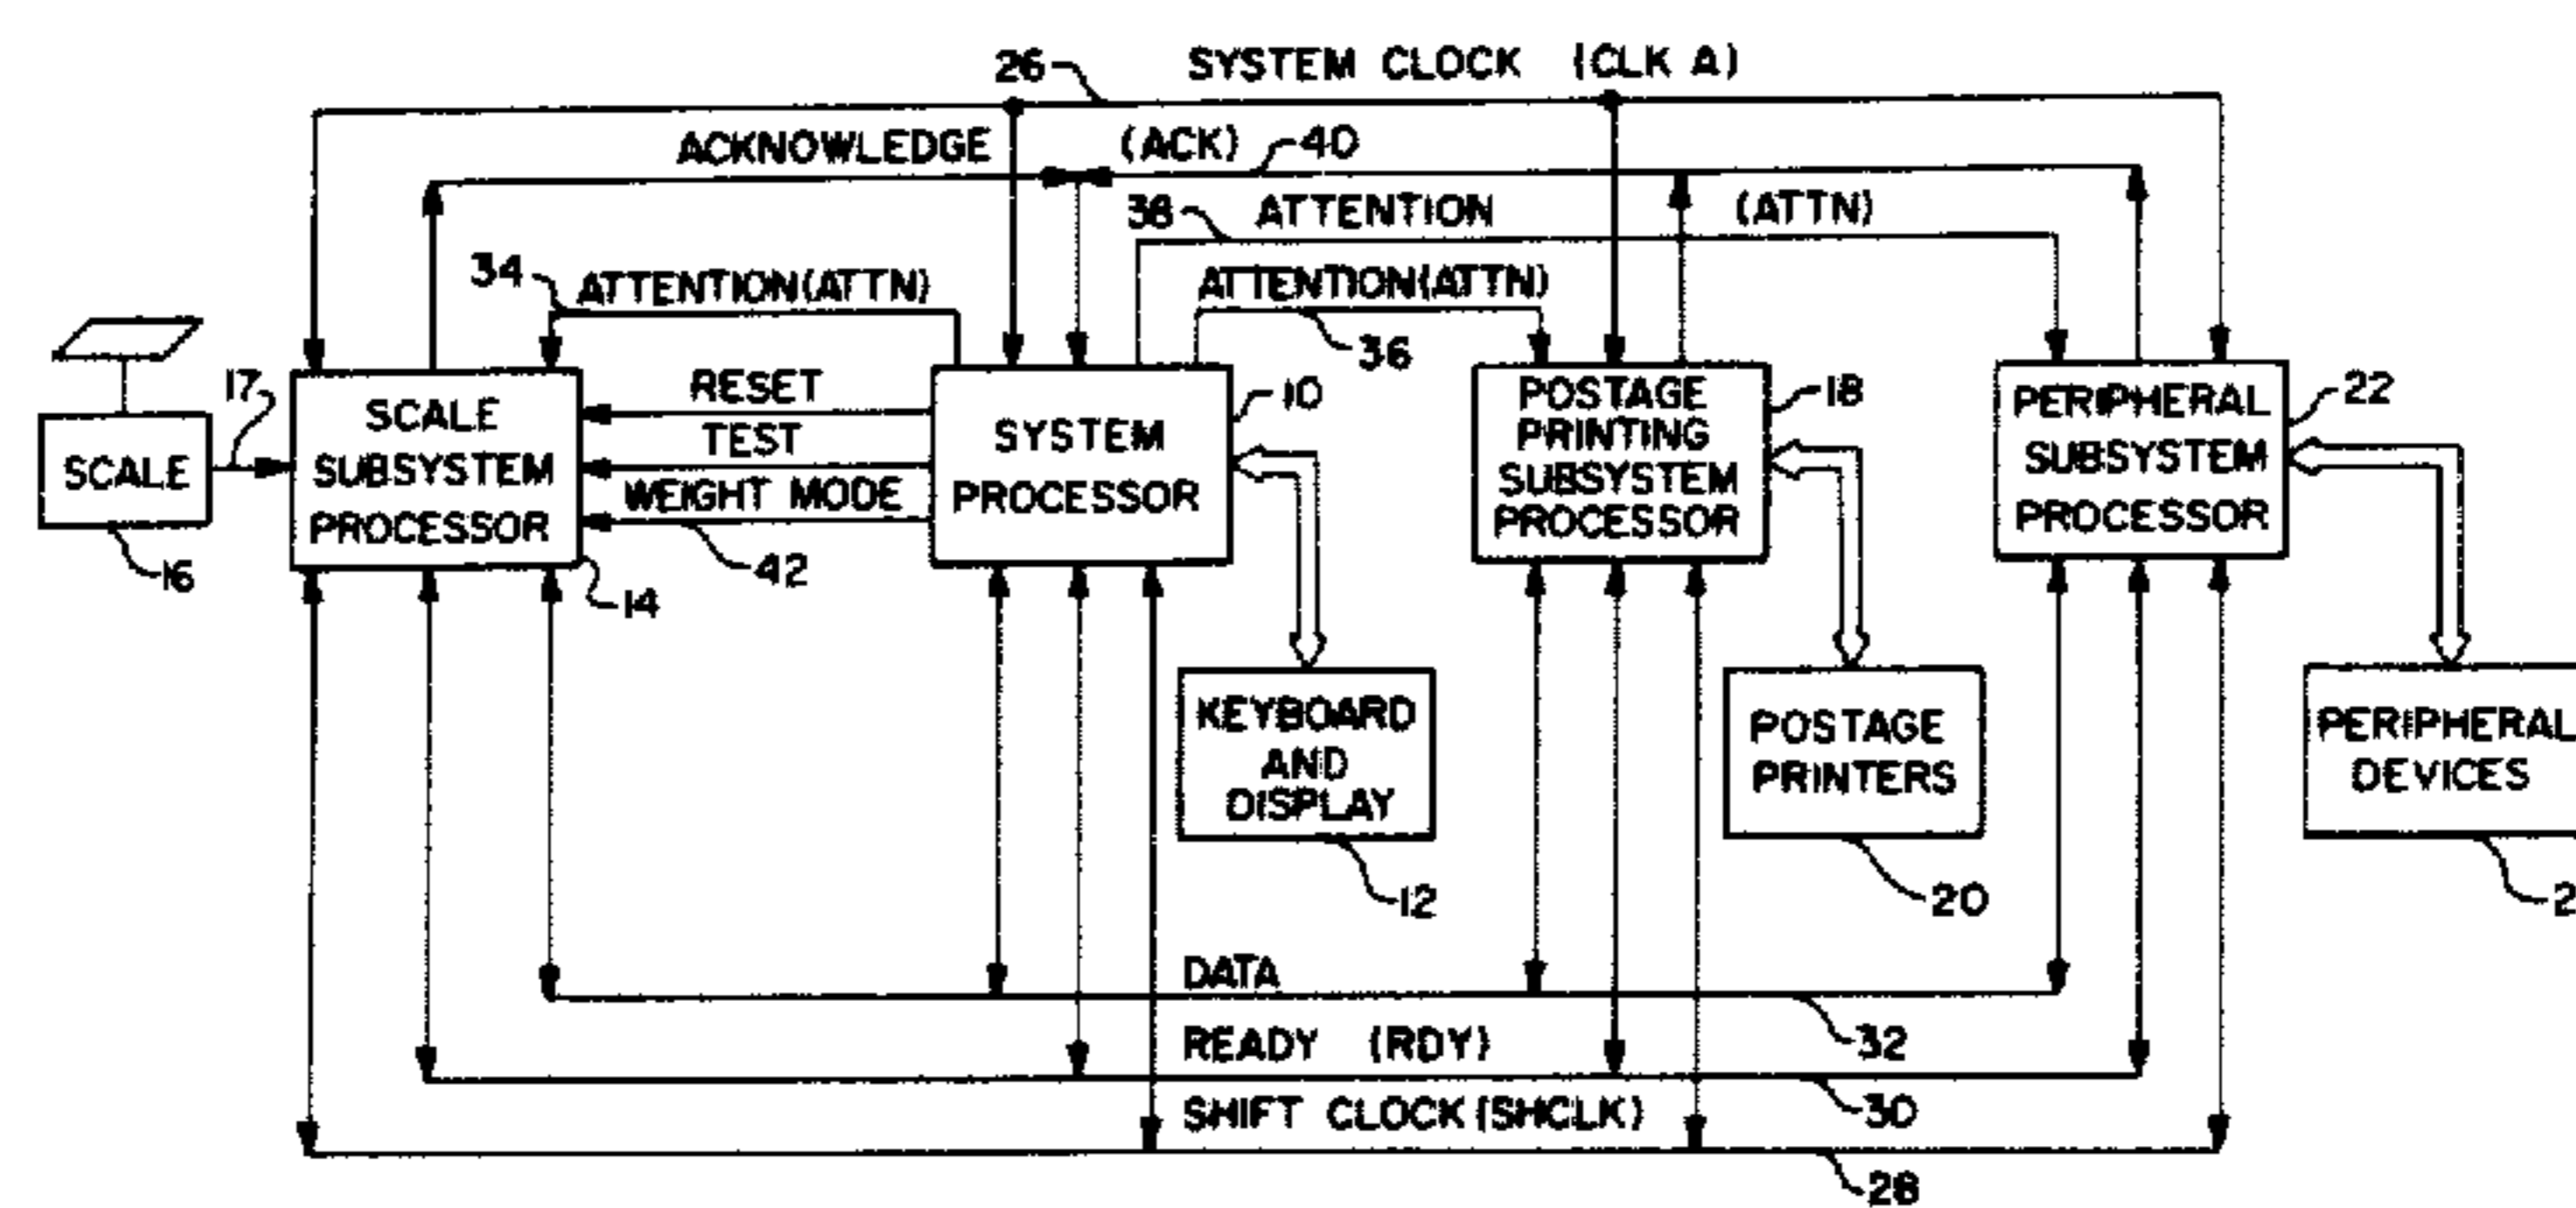 26 SYSTEM CLOCK (CLK A)
ACKNOWLEDGE (ACK) 40
38 ATTENTION (ATTN)
34 ATTENTION(ATTN) ATTENTION(ATTN)
36
17
RESET
TEST
WEIGHT MODE
42
SCALE
16
SCALE
SUBSYSTEM
PROCESSOR
14
SYSTEM
PROCESSOR
10
POSTAGE
PRINTING
SUBSYSTEM
PROCESSOR
18
PERIPHERAL
SUBSYSTEM
PROCESSOR
22
KEYBOARD
AND
DISPLAY
12
POSTAGE
PRINTERS
20
PERIPHERAL
DEVICES
DATA
32
READY (RDY)
30
SHIFT CLOCK (SHCLK)
28